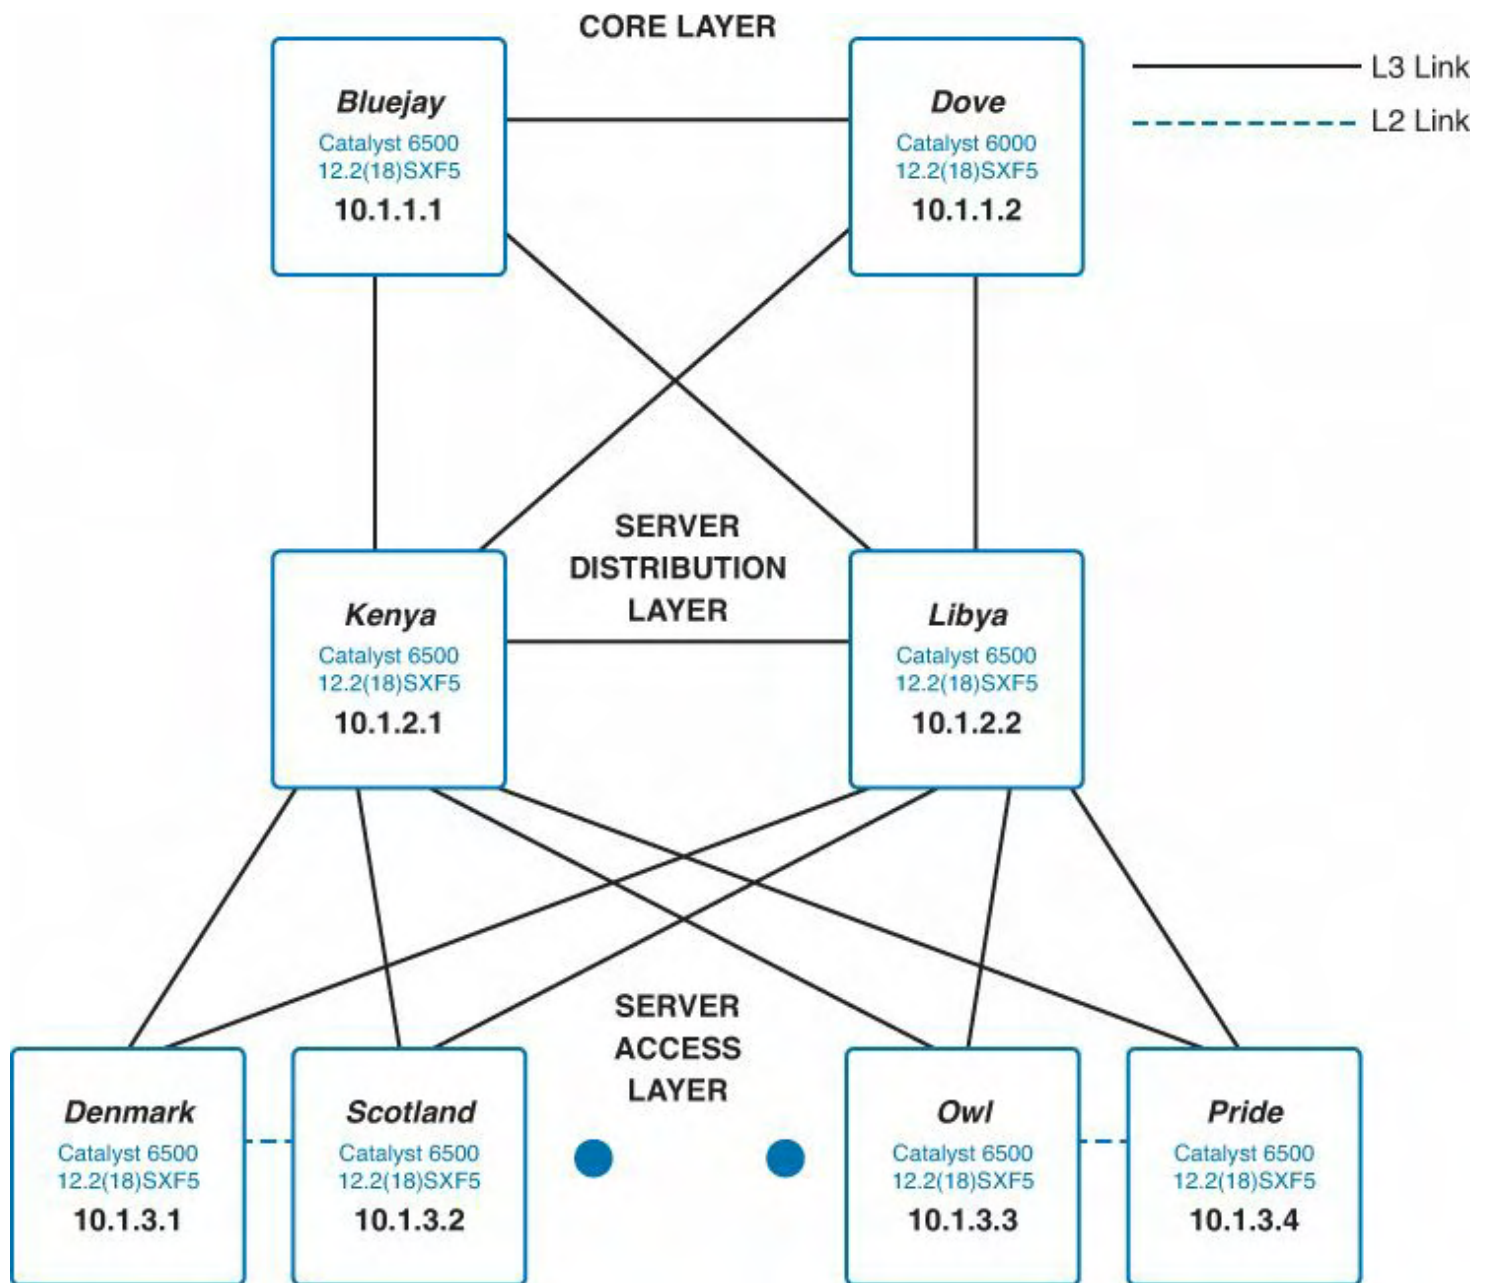 CORE LAYER
L3 Link
L2 Link
Bluejay
Catalyst 6500
12.2(18)SXF5
10.1.1.1
Dove
Catalyst 6000
12.2(18)SXF5
10.1.1.2
SERVER
DISTRIBUTION
LAYER
Kenya
Catalyst 6500
12.2(18)SXF5
10.1.2.1
Libya
Catalyst 6500
12.2(18)SXF5
10.1.2.2
SERVER
ACCESS
LAYER
Denmark
Catalyst 6500
12.2(18)SXF5
10.1.3.1
Scotland
Catalyst 6500
12.2(18)SXF5
10.1.3.2
Owl
Catalyst 6500
12.2(18)SXF5
10.1.3.3
Pride
Catalyst 6500
12.2(18)SXF5
10.1.3.4